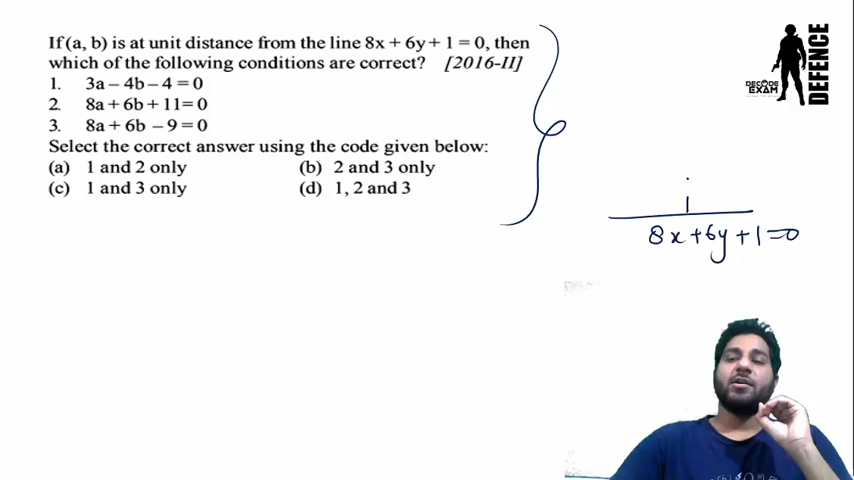 If (a, b) is at unit distance from the line 8x + 6y + 1 = 0, then
which of the following conditions are correct? [2016-II]
1. 3a – 4b – 4 = 0
2. 8a + 6b + 11= 0
3. 8a + 6b – 9 = 0
Select the correct answer using the code given below:
(a) 1 and 2 only (b) 2 and 3 only
(c) 1 and 3 only (d) 1, 2 and 3
DECODE
EXAM
DEFENCE
8x+6y+1=0